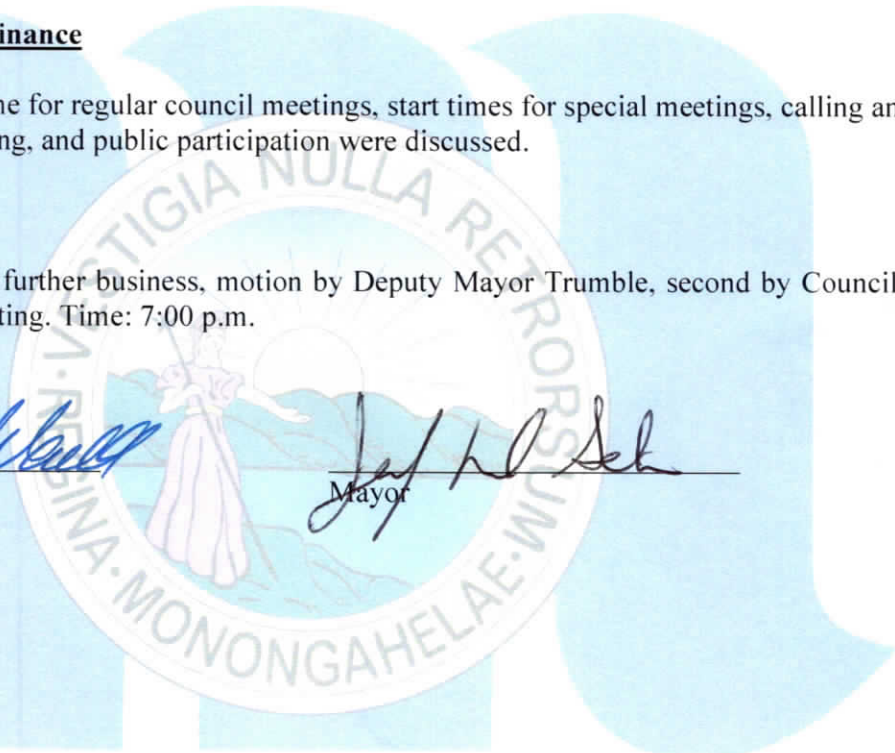 inance
ne for regular council meetings, start times for special meetings, calling an
ng, and public participation were discussed.
further business, motion by Deputy Mayor Trumble, second by Council
ting. Time: 7:00 p.m.
Mayor
REGINA · VESTIGIA NULLA RETRORSUM · MONONGAHELAE ·